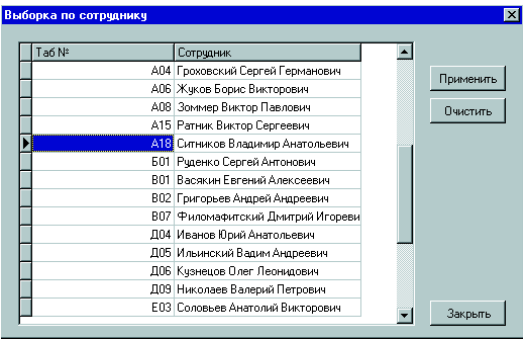 Выборка по сотруднику
Таб № Сотрудник
А04 Гроховский Сергей Германович
А06 Жуков Борис Викторович
А08 Зоммер Виктор Павлович
А15 Ратник Виктор Сергеевич
А18 Ситников Владимир Анатольевич
Б01 Руденко Сергей Антонович
В01 Васякин Евгений Алексеевич
В02 Григорьев Андрей Андреевич
В07 Филомафитский Дмитрий Игореви
Д04 Иванов Юрий Анатольевич
Д05 Ильинский Вадим Андреевич
Д06 Кузнецов Олег Леонидович
Д09 Николаев Валерий Петрович
Е03 Соловьев Анатолий Викторович
Применить
Очистить
Закрыть